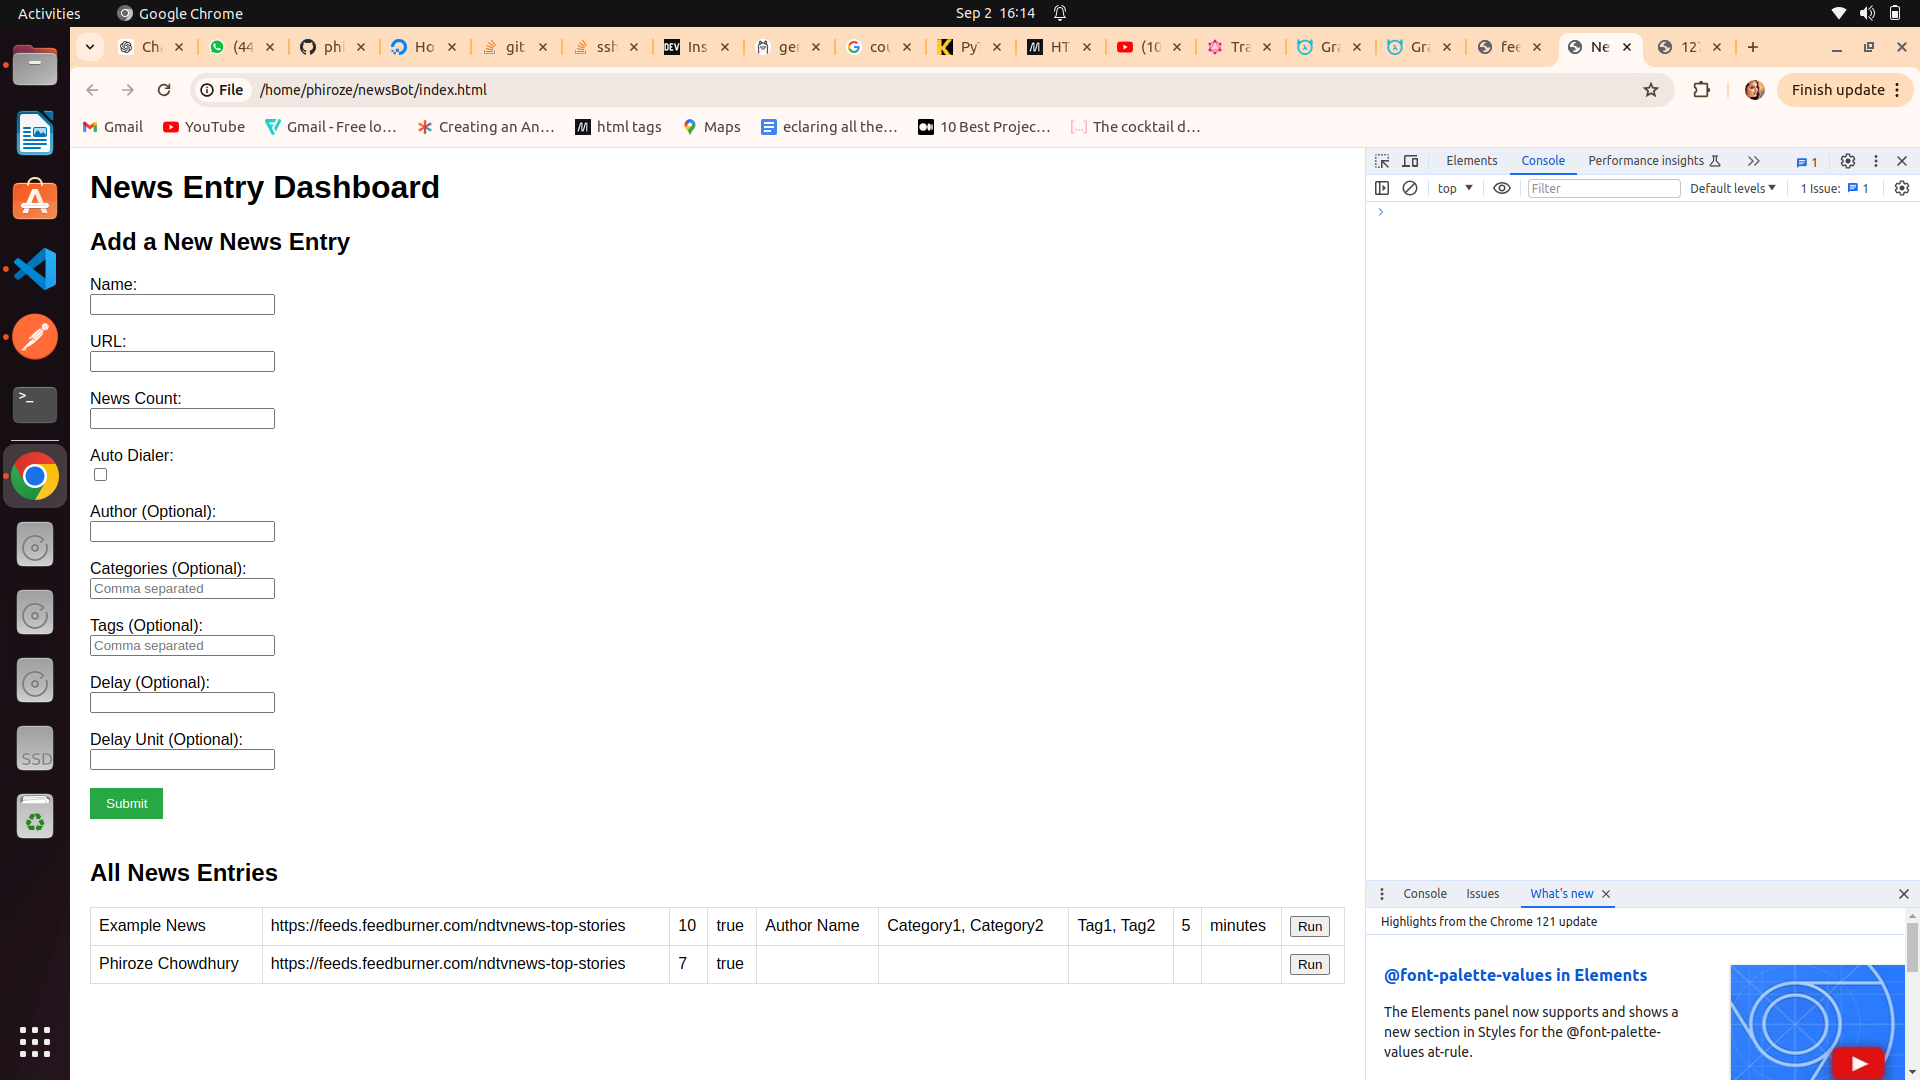 Activities
Google Chrome
Sep 2 16:14
Ch
(44
phi
Ho
git
ssh
DEV Ins
ger
cou
PyT
HT
(10
Tra
Gra
Gra
fee
Ne
127
File
/home/phiroze/newsBot/index.html
Finish update
Gmail
YouTube
Gmail - Free lo...
Creating an An...
html tags
Maps
eclaring all the...
10 Best Projec...
The cocktail d...
News Entry Dashboard
Add a New News Entry
Name:
URL:
News Count:
Auto Dialer:
Author (Optional):
Categories (Optional):
Comma separated
Tags (Optional):
Comma separated
Delay (Optional):
Delay Unit (Optional):
Submit
All News Entries
Example News https://feeds.feedburner.com/ndtvnews-top-stories 10 true Author Name Category1, Category2 Tag1, Tag2 5 minutes Run
Phiroze Chowdhury https://feeds.feedburner.com/ndtvnews-top-stories 7 true Run
Elements Console Performance insights 1
top Filter Default levels 1 Issue: 1
Console Issues What's new
Highlights from the Chrome 121 update
@font-palette-values in Elements
The Elements panel now supports and shows a
new section in Styles for the @font-palette-
values at-rule.
SSD